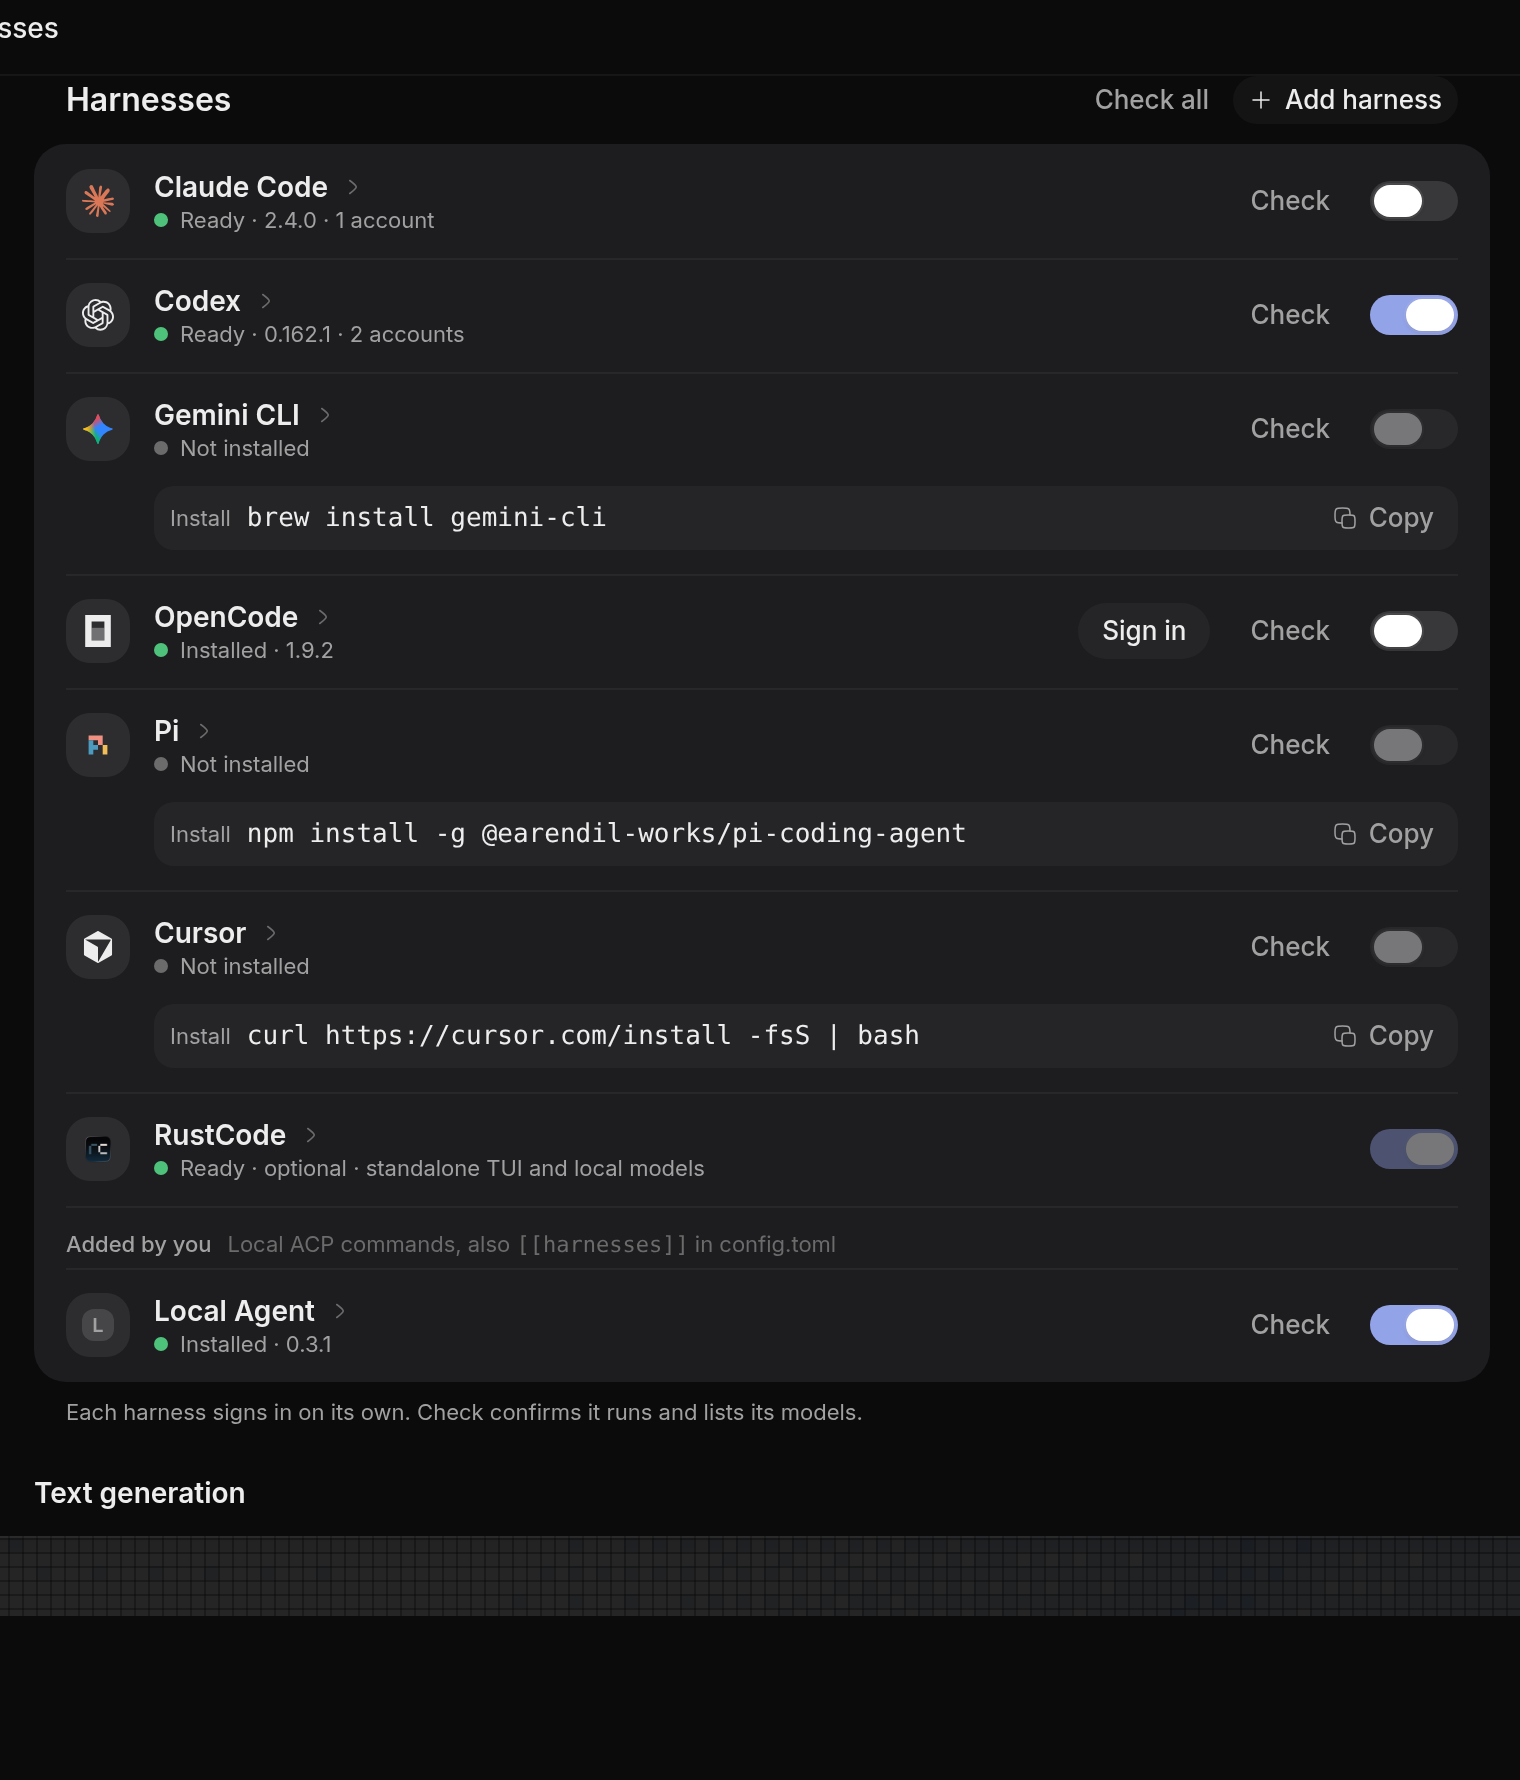 sses
Harnesses
Check all
+ Add harness
Claude Code
Ready · 2.4.0 · 1 account
Check
Codex
Ready · 0.162.1 · 2 accounts
Check
Gemini CLI
Not installed
Check
Install brew install gemini-cli
Copy
OpenCode
Installed · 1.9.2
Sign in
Check
Pi
Not installed
Check
Install npm install -g @earendil-works/pi-coding-agent
Copy
Cursor
Not installed
Check
Install curl https://cursor.com/install -fsS | bash
Copy
RustCode
Ready · optional · standalone TUI and local models
Added by you Local ACP commands, also [[harnesses]] in config.toml
L
Local Agent
Installed · 0.3.1
Check
Each harness signs in on its own. Check confirms it runs and lists its models.
Text generation